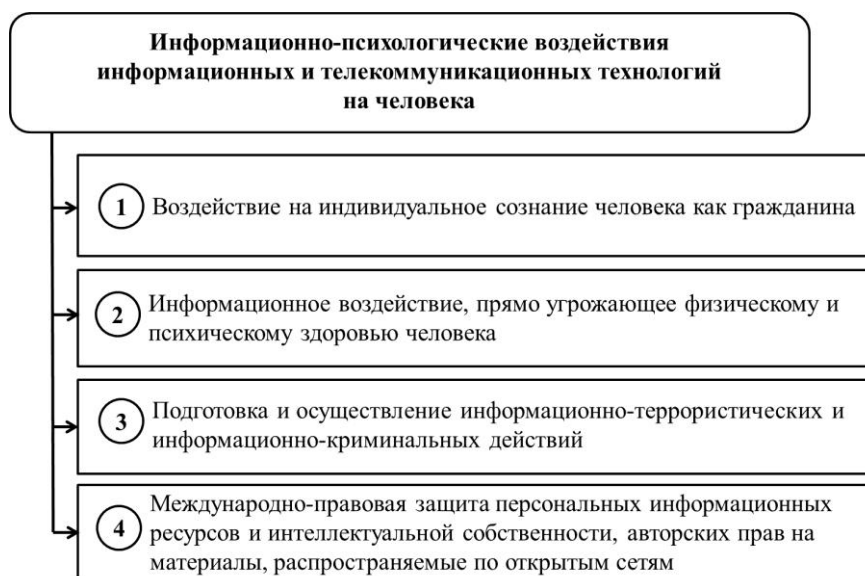 Информационно-психологические воздействия
информационных и телекоммуникационных технологий
на человека
1 Воздействие на индивидуальное сознание человека как гражданина
2 Информационное воздействие, прямо угрожающее физическому и
психическому здоровью человека
3 Подготовка и осуществление информационно-террористических и
информационно-криминальных действий
4 Международно-правовая защита персональных информационных
ресурсов и интеллектуальной собственности, авторских прав на
материалы, распространяемые по открытым сетям